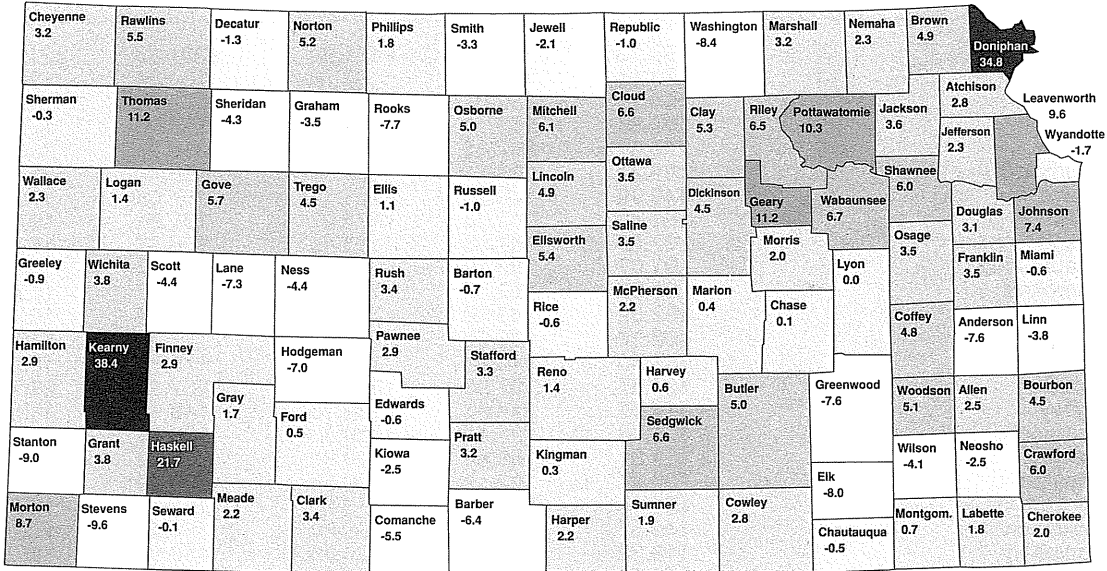 Cheyenne
3.2
Rawlins
5.5
Decatur
-1.3
Norton
5.2
Phillips
1.8
Smith
-3.3
Jewell
-2.1
Republic
-1.0
Washington
-8.4
Marshall
3.2
Nemaha
2.3
Brown
4.9
Doniphan
34.8
Sherman
-0.3
Thomas
11.2
Sheridan
-4.3
Graham
-3.5
Rooks
-7.7
Osborne
5.0
Mitchell
6.1
Cloud
6.6
Clay
5.3
Riley
6.5
Pottawatomie
10.3
Jackson
3.6
Atchison
2.8
Jefferson
2.3
Leavenworth
9.6
Wyandotte
-1.7
Wallace
2.3
Logan
1.4
Gove
5.7
Trego
4.5
Ellis
1.1
Russell
-1.0
Lincoln
4.9
Ottawa
3.5
Dickinson
4.5
Geary
11.2
Wabaunsee
6.7
Shawnee
6.0
Douglas
3.1
Johnson
7.4
Greeley
-0.9
Wichita
3.8
Scott
-4.4
Lane
-7.3
Ness
-4.4
Rush
3.4
Barton
-0.7
Ellsworth
5.4
Saline
3.5
Morris
2.0
Lyon
0.0
Osage
3.5
Franklin
3.5
Miami
-0.6
Rice
-0.6
McPherson
2.2
Marion
0.4
Chase
0.1
Coffey
4.8
Anderson
-7.6
Linn
-3.8
Hamilton
2.9
Kearny
38.4
Finney
2.9
Hodgeman
-7.0
Pawnee
2.9
Stafford
3.3
Reno
1.4
Harvey
0.6
Butler
5.0
Greenwood
-7.6
Woodson
5.1
Allen
2.5
Bourbon
4.5
Gray
1.7
Ford
0.5
Edwards
-0.6
Sedgwick
6.6
Stanton
-9.0
Grant
3.8
Haskell
21.7
Kiowa
-2.5
Pratt
3.2
Kingman
0.3
Elk
-8.0
Wilson
-4.1
Neosho
-2.5
Crawford
6.0
Morton
8.7
Stevens
-9.6
Seward
-0.1
Meade
2.2
Clark
3.4
Comanche
-5.5
Barber
-6.4
Harper
2.2
Sumner
1.9
Cowley
2.8
Chautauqua
-0.5
Montgom.
0.7
Labette
1.8
Cherokee
2.0